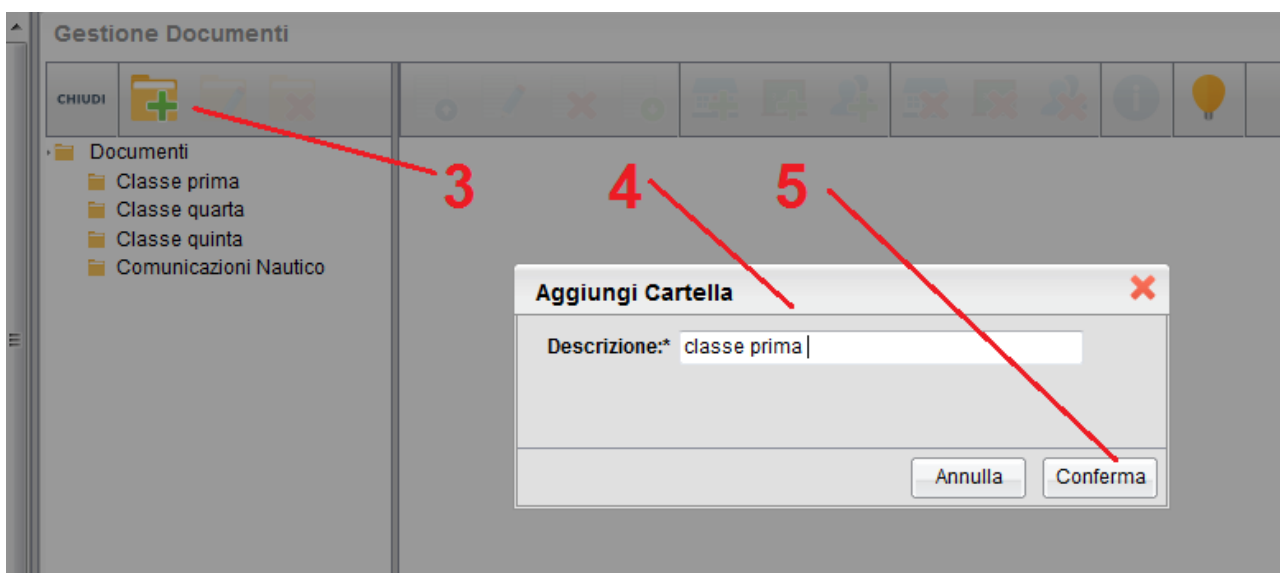 Gestione Documenti
CHIUDI
Documenti
Classe prima
Classe quarta
Classe quinta
Comunicazioni Nautico
3
4
5
Aggiungi Cartella
Descrizione:* classe prima
Annulla
Conferma